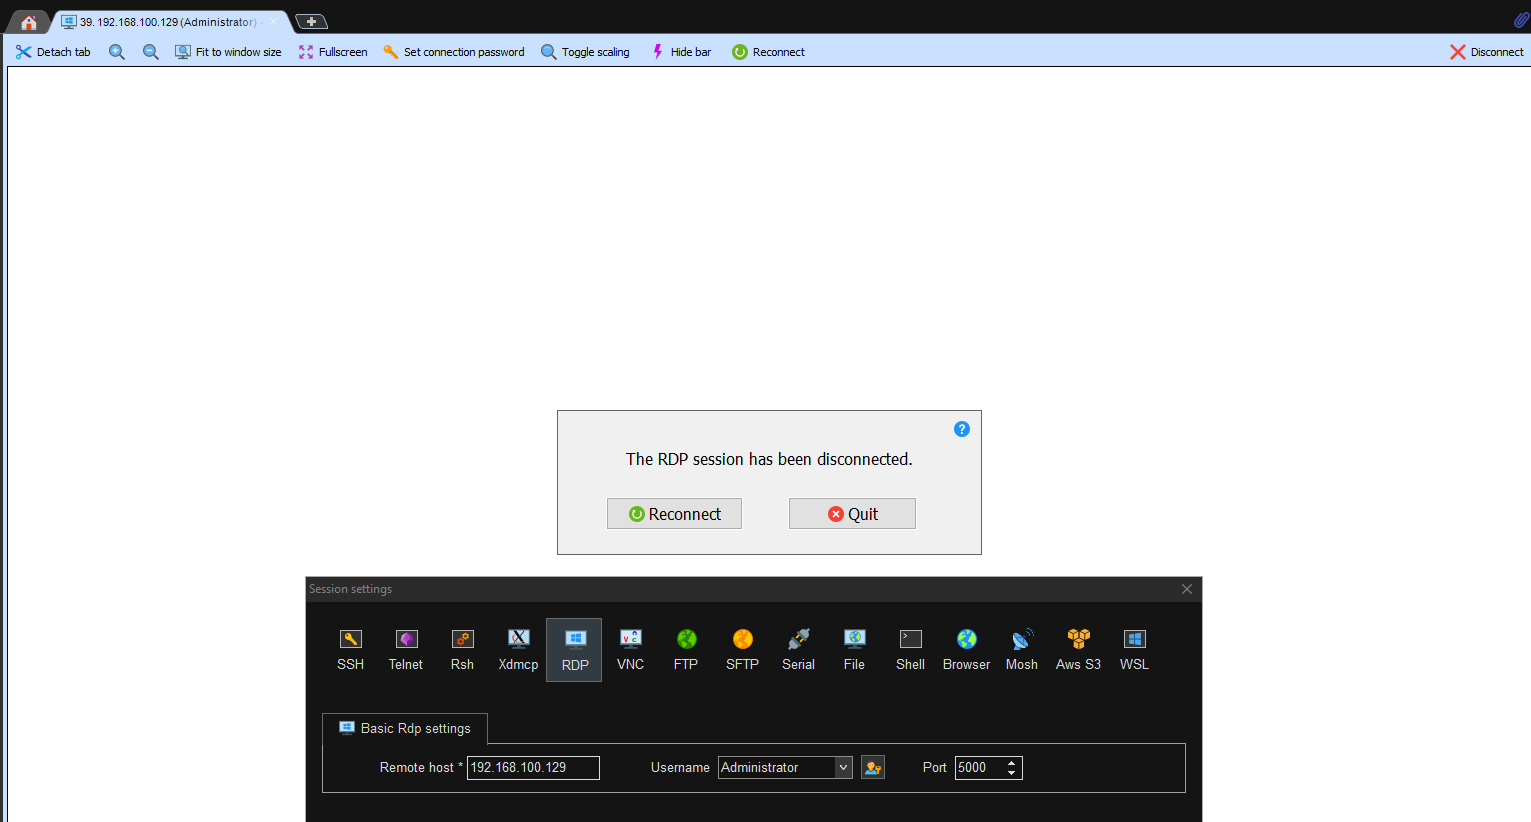 39. 192.168.100.129 (Administrator)
Detach tab Fit to window size Fullscreen Set connection password Toggle scaling Hide bar Reconnect Disconnect
?
The RDP session has been disconnected.
Reconnect Quit
Session settings
SSH Telnet Rsh Xdmcp RDP VNC FTP SFTP Serial File Shell Browser Mosh Aws S3 WSL
Basic Rdp settings
Remote host * 192.168.100.129 Username Administrator Port 5000